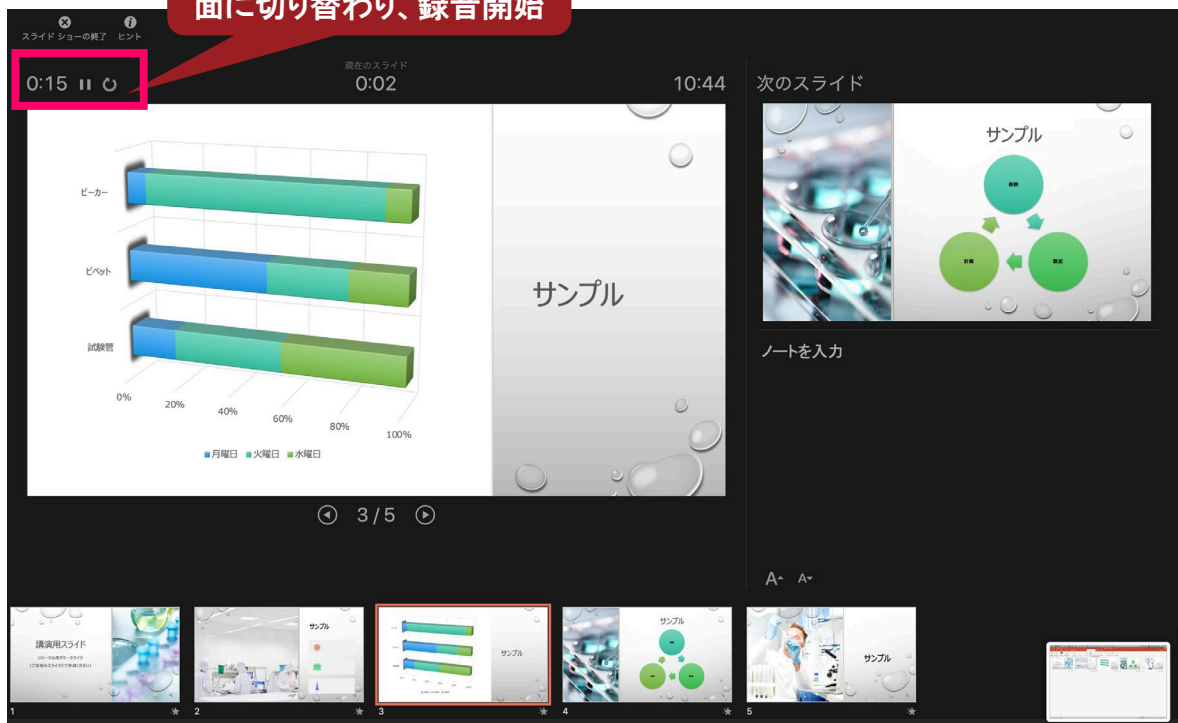 面に切り替わり、録音開始
スライド ショーの終了 ヒント
現在のスライド
0:15 0:02 10:44
次のスライド
ビーカー
ピペット
試験管
0% 20% 40% 60% 80% 100%
月曜日 火曜日 水曜日
サンプル
サンプル
計測
ノートを入力
3/5
A A
講演用スライド
サンプル
サンプル
サンプル
サンプル
1 2 3 4 5